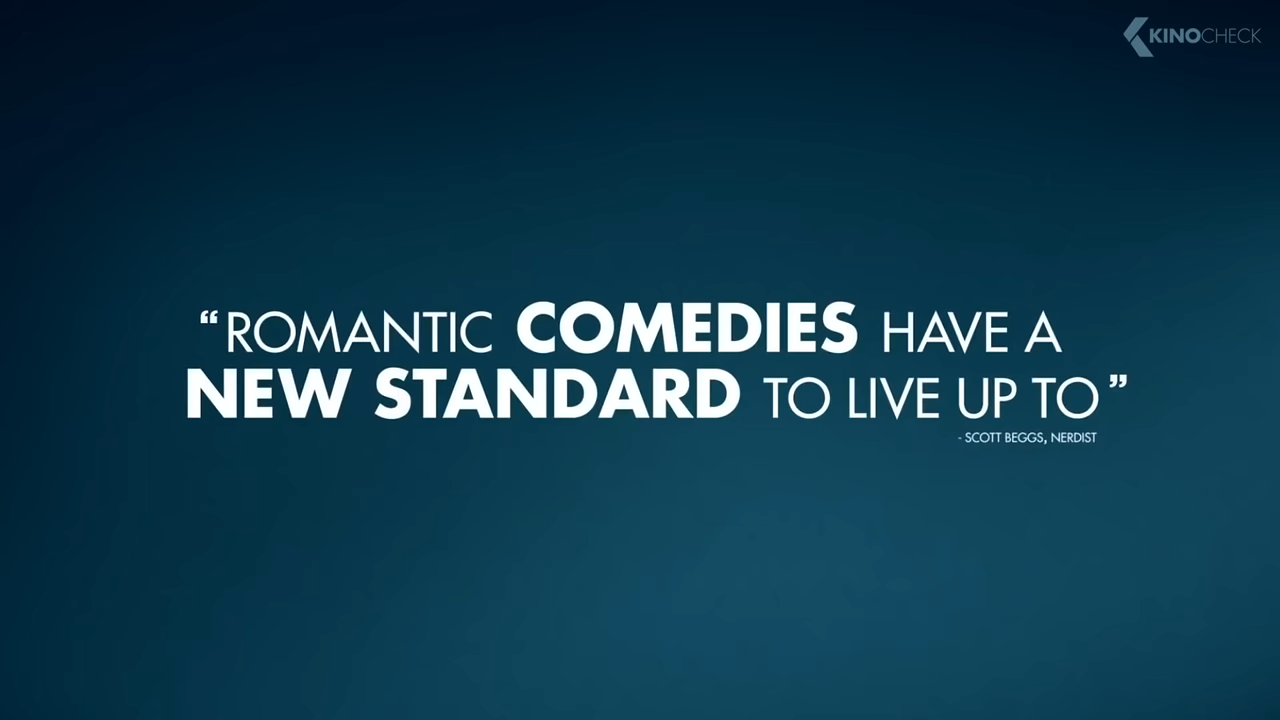 KINOCHECK
“ROMANTIC COMEDIES HAVE A
NEW STANDARD TO LIVE UP TO”
- SCOTT BEGGS, NERDIST